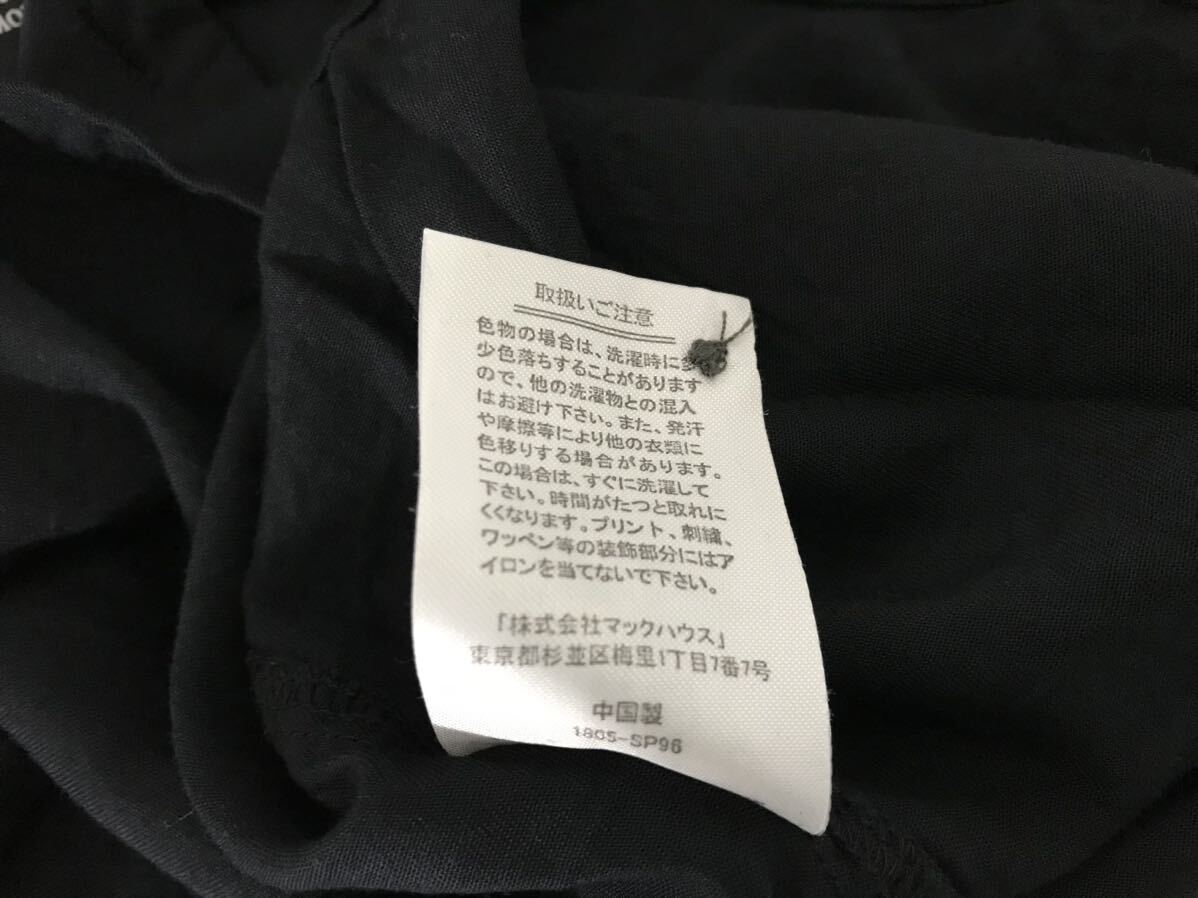 取扱いご注意
色物の場合は、洗濯時に多
少色落ちすることがあります
ので、他の洗濯物との混入
はお避け下さい。また、発汗
や摩擦等により他の衣類に
色移りする場合があります。
この場合は、すぐに洗濯して
下さい。時間がたつと取れに
くくなります。プリント、刺繍、
ワッペン等の装飾部分にはア
イロンを当てないで下さい。
「株式会社マックハウス」
東京都杉並区梅里1丁目7番7号
中国製
1805-SP96